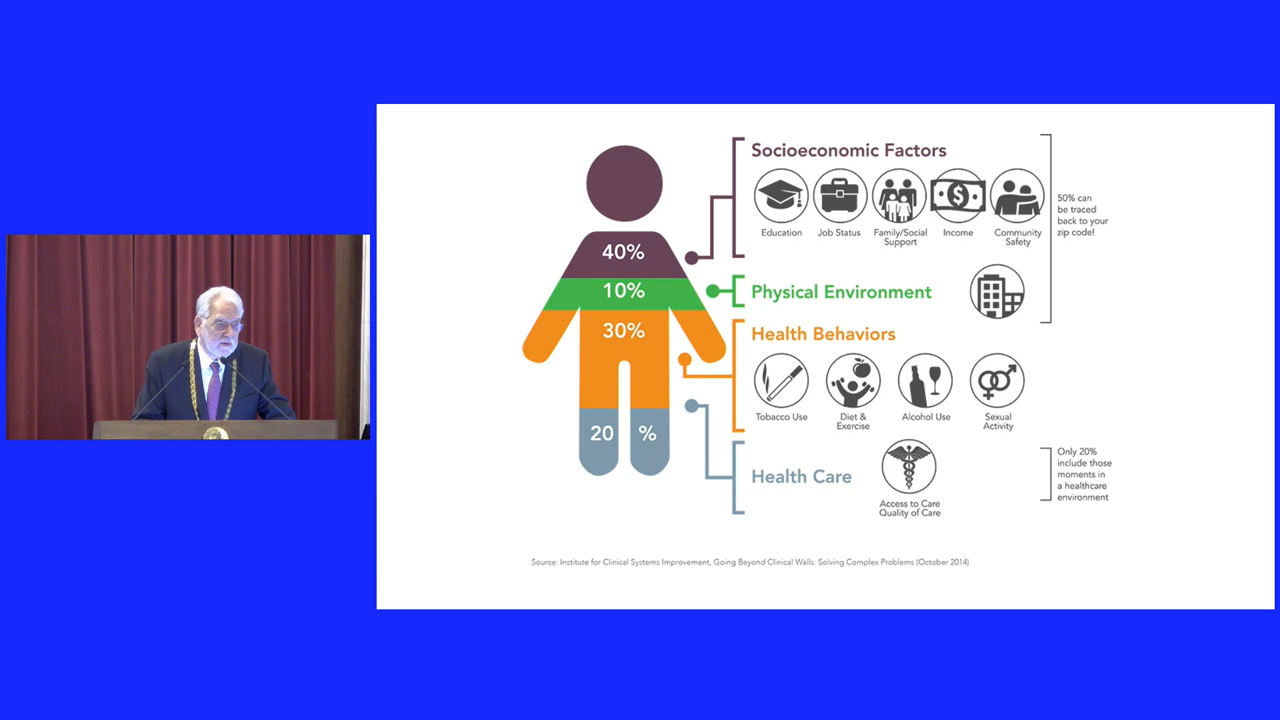 Socioeconomic Factors
Education
Job Status
Family/Social
Support
Income
Community
Safety
50% can
be traced
back to your
zip code!
40%
10%
Physical Environment
30%
Health Behaviors
Tobacco Use
Diet &
Exercise
Alcohol Use
Sexual
Activity
20 %
Health Care
Access to Care
Quality of Care
Only 20%
include those
moments in
a healthcare
environment
Source: Institute for Clinical Systems Improvement, Going Beyond Clinical Walls: Solving Complex Problems (October 2014)